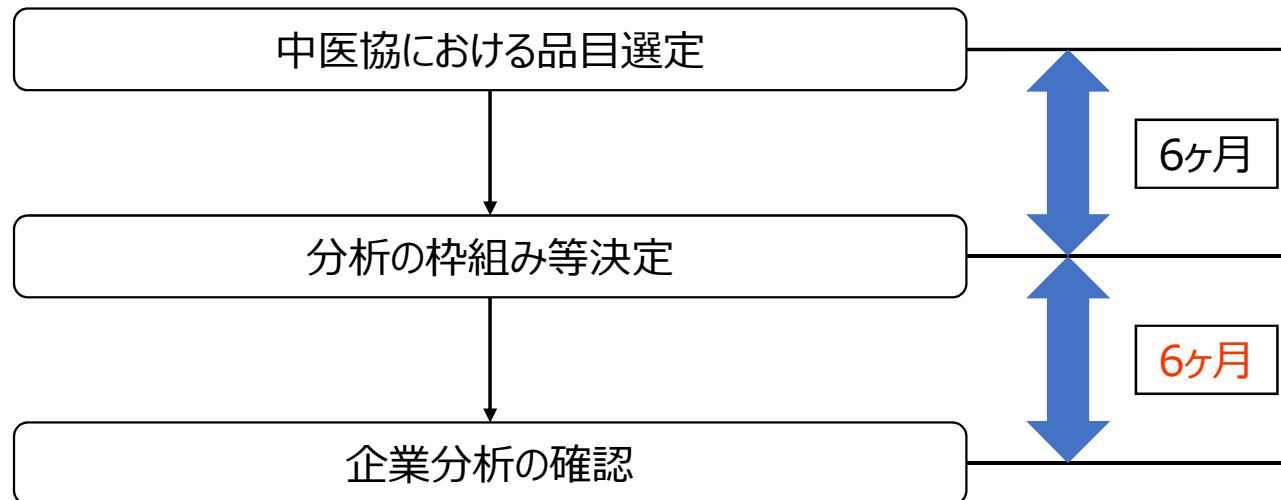 中医協における品目選定
6ヶ月
分析の枠組み等決定
6ヶ月
企業分析の確認